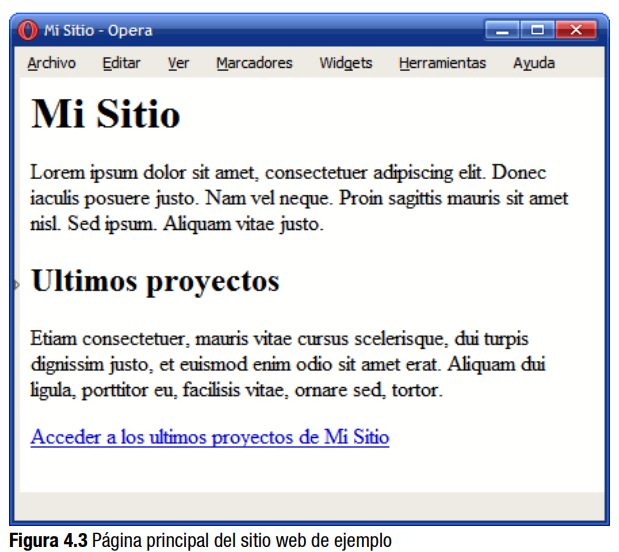 Mi Sitio - Opera
Archivo Editar Ver Marcadores Widgets Herramientas Ayuda
Mi Sitio
Lorem ipsum dolor sit amet, consectetuer adipiscing elit. Donec
iaculis posuere justo. Nam vel neque. Proin sagittis mauris sit amet
nisl. Sed ipsum. Aliquam vitae justo.
Ultimos proyectos
Etiam consectetuer, mauris vitae cursus scelerisque, dui turpis
dignissim justo, et euismod enim odio sit amet erat. Aliquam dui
ligula, porttitor eu, facilisis vitae, ornare sed, tortor.
Acceder a los ultimos proyectos de Mi Sitio
Figura 4.3 Página principal del sitio web de ejemplo